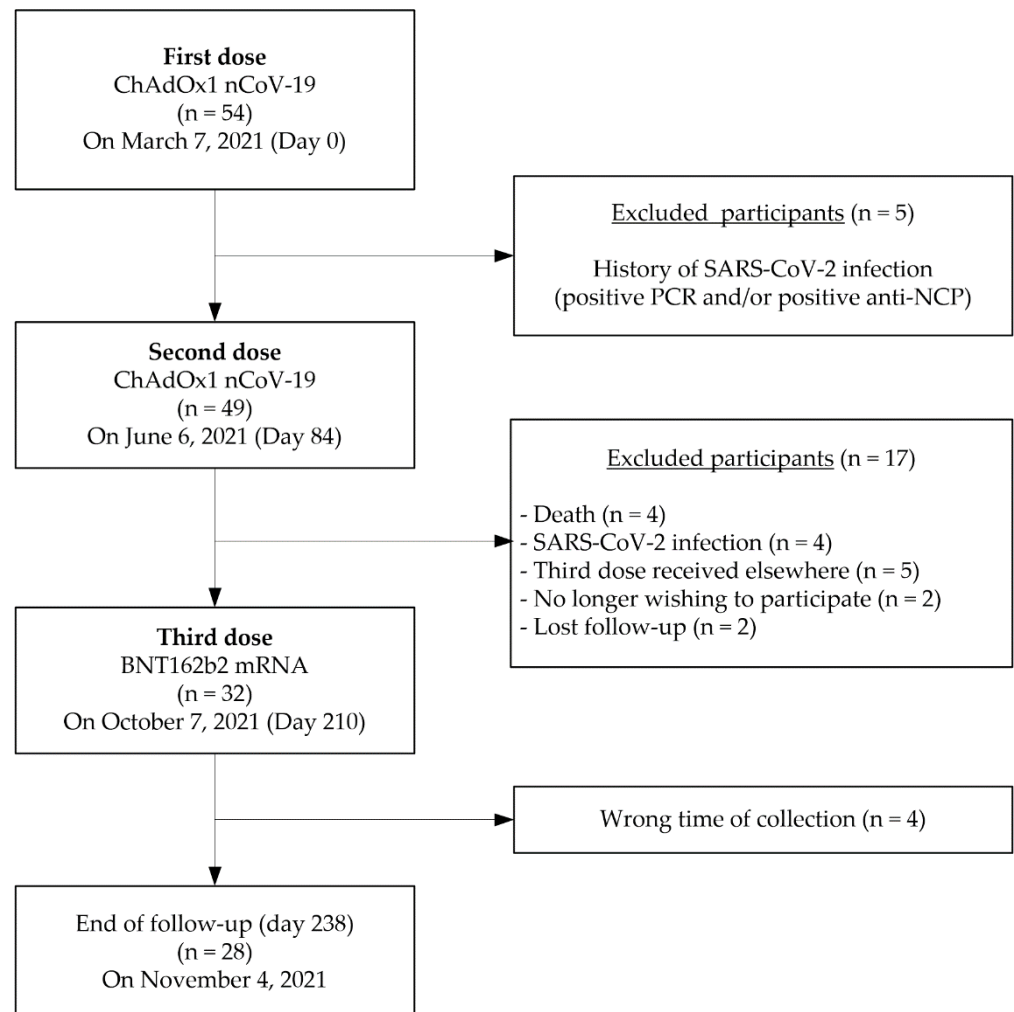 First dose
ChAdOx1 nCoV-19
(n = 54)
On March 7, 2021 (Day 0)
Excluded participants (n = 5)
History of SARS-CoV-2 infection
(positive PCR and/or positive anti-NCP)
Second dose
ChAdOx1 nCoV-19
(n = 49)
On June 6, 2021 (Day 84)
Excluded participants (n = 17)
- Death (n = 4)
- SARS-CoV-2 infection (n = 4)
- Third dose received elsewhere (n = 5)
- No longer wishing to participate (n = 2)
- Lost follow-up (n = 2)
Third dose
BNT162b2 mRNA
(n = 32)
On October 7, 2021 (Day 210)
Wrong time of collection (n = 4)
End of follow-up (day 238)
(n = 28)
On November 4, 2021